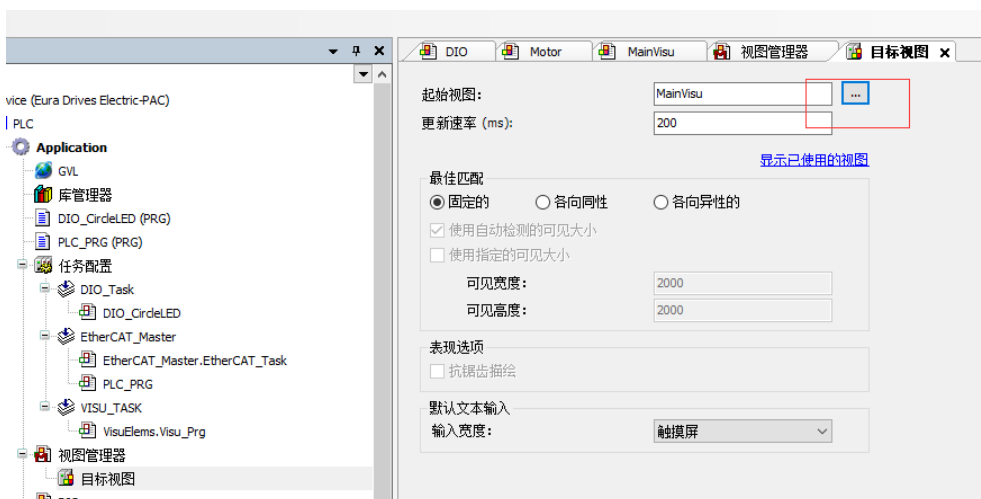 DIO
Motor
MainVisu
视图管理器
目标视图
vice (Eura Drives Electric-PAC)
PLC
Application
GVL
库管理器
DIO_CircleLED (PRG)
PLC_PRG (PRG)
任务配置
DIO_Task
DIO_CircleLED
EtherCAT_Master
EtherCAT_Master.EtherCAT_Task
PLC_PRG
VISU_TASK
VisuElems.Visu_Prg
视图管理器
目标视图
起始视图:
MainVisu
...
更新速率 (ms):
200
显示已使用的视图
最佳匹配
固定的
各向同性
各向异性的
使用自动检测的可见大小
使用指定的可见大小
可见宽度:
2000
可见高度:
2000
表现选项
抗锯齿描绘
默认文本输入
输入宽度:
触摸屏